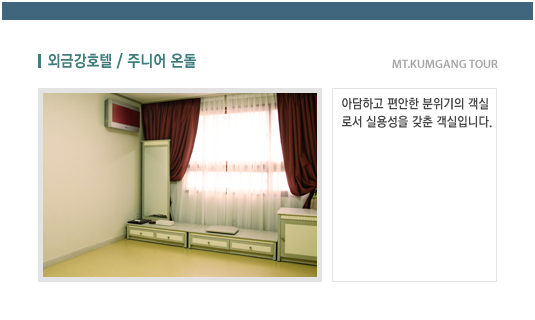 외금강호텔 / 주니어 온돌
MT.KUMGANG TOUR
아담하고 편안한 분위기의 객실
로서 실용성을 갖춘 객실입니다.